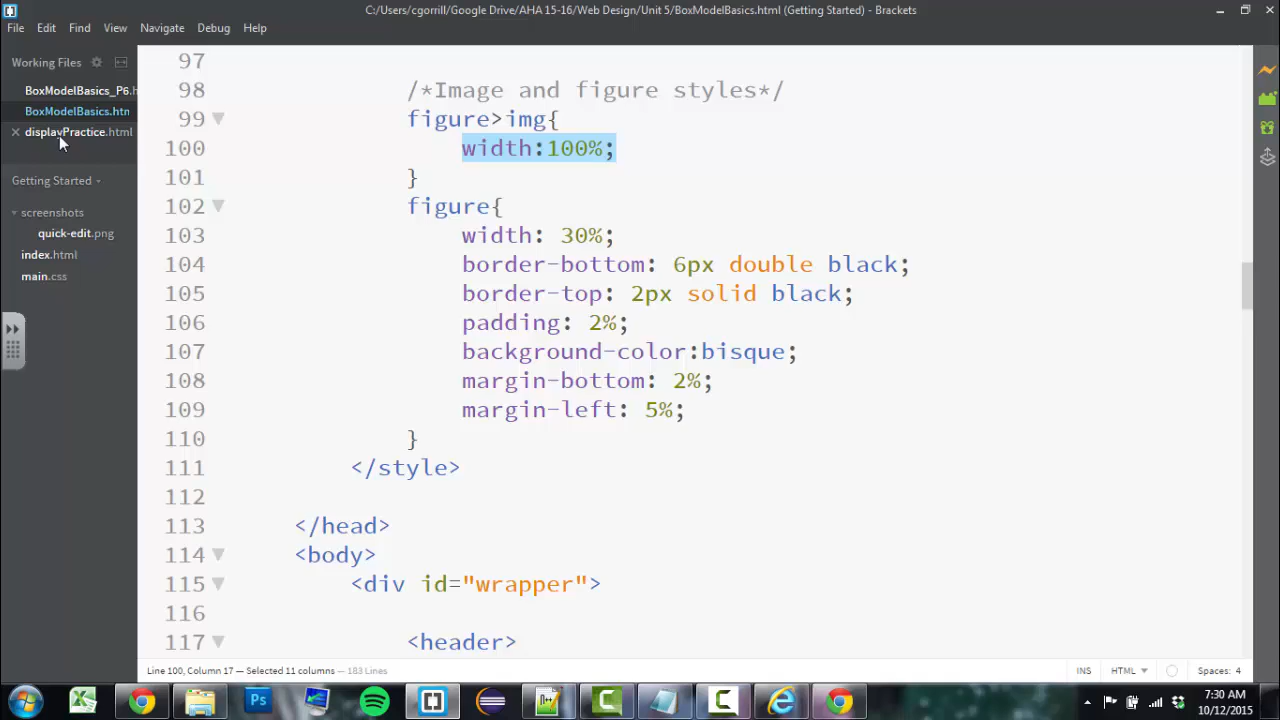 C:/Users/cgorrill/Google Drive/AHA 15-16/Web Design/Unit 5/BoxModelBasics.html (Getting Started) - Brackets
File Edit Find View Navigate Debug Help
Working Files
BoxModelBasics_P6.h
BoxModelBasics.htn
displayPractice.html
Getting Started
screenshots
quick-edit.png
index.html
main.css
97
98 /*Image and figure styles*/
99 figure>img{
100 width:100%;
101 }
102 figure{
103 width: 30%;
104 border-bottom: 6px double black;
105 border-top: 2px solid black;
106 padding: 2%;
107 background-color:bisque;
108 margin-bottom: 2%;
109 margin-left: 5%;
110 }
111 </style>
112
113 </head>
114 <body>
115 <div id="wrapper">
116
117 <header>
Line 100, Column 17 — Selected 11 columns — 183 Lines
INS HTML Spaces: 4
Ps
7:30 AM
10/12/2015